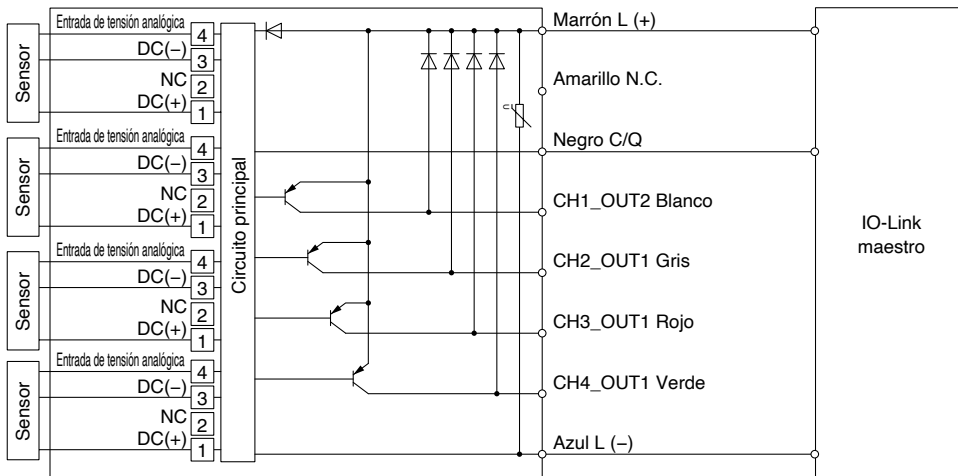 Sensor
Entrada de tensión analógica 4
DC(−) 3
NC 2
DC(+) 1
Sensor
Entrada de tensión analógica 4
DC(−) 3
NC 2
DC(+) 1
Sensor
Entrada de tensión analógica 4
DC(−) 3
NC 2
DC(+) 1
Sensor
Entrada de tensión analógica 4
DC(−) 3
NC 2
DC(+) 1
Circuito principal
U
Marrón L (+)
Amarillo N.C.
Negro C/Q
CH1_OUT2 Blanco
CH2_OUT1 Gris
CH3_OUT1 Rojo
CH4_OUT1 Verde
Azul L (−)
IO-Link
maestro